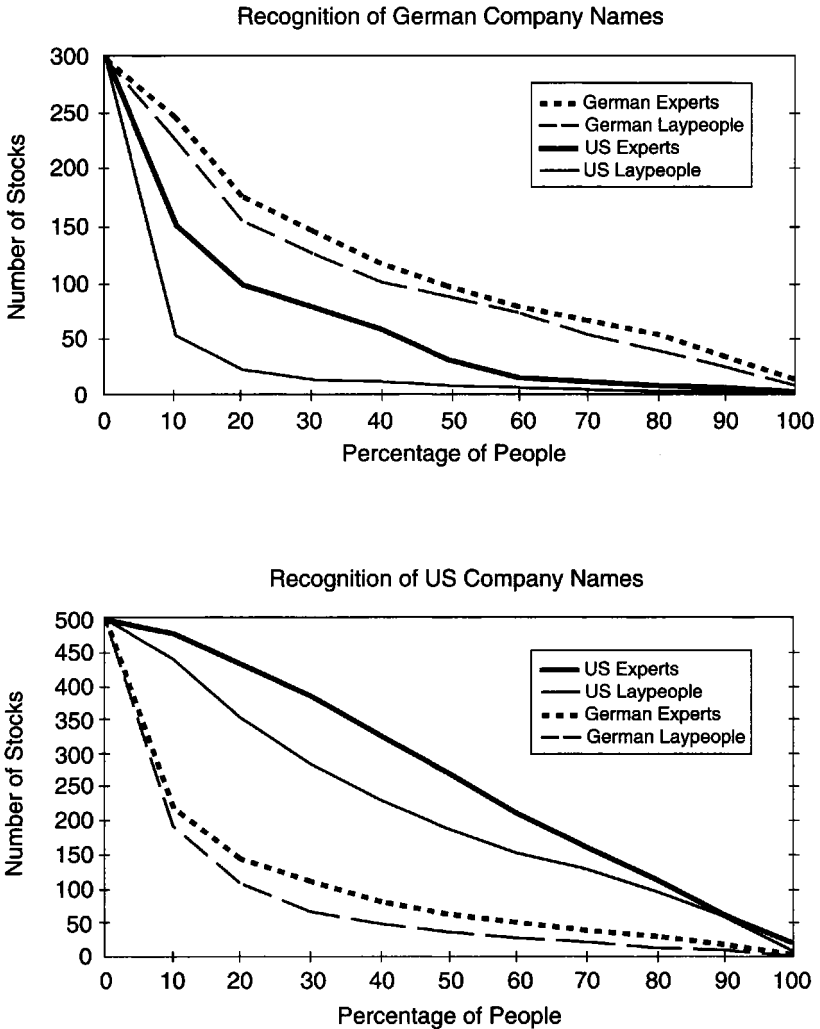 Recognition of German Company Names
300
250
200
150
100
50
0
Number of Stocks
German Experts
German Laypeople
US Experts
US Laypeople
0 10 20 30 40 50 60 70 80 90 100
Percentage of People
Recognition of US Company Names
500
450
400
350
300
250
200
150
100
50
0
Number of Stocks
US Experts
US Laypeople
German Experts
German Laypeople
0 10 20 30 40 50 60 70 80 90 100
Percentage of People